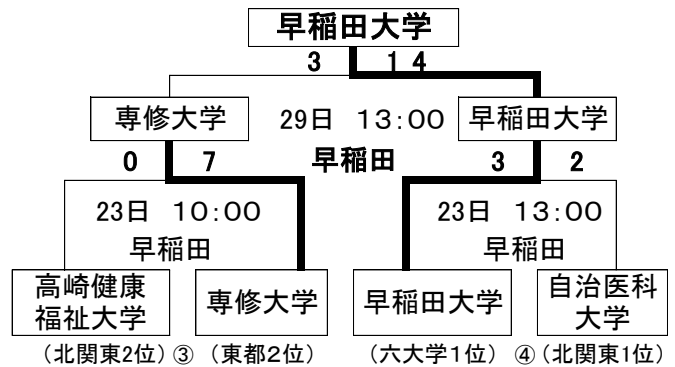 早稲田大学
3 14
専修大学 29日 13:00 早稲田大学
0 7 早稲田 3 2
23日 10:00 23日 13:00
早稲田 早稲田
高崎健康
福祉大学
専修大学
早稲田大学
自治医科
大学
(北関東2位) ③ (東都2位) (六大学1位) ④ (北関東1位)